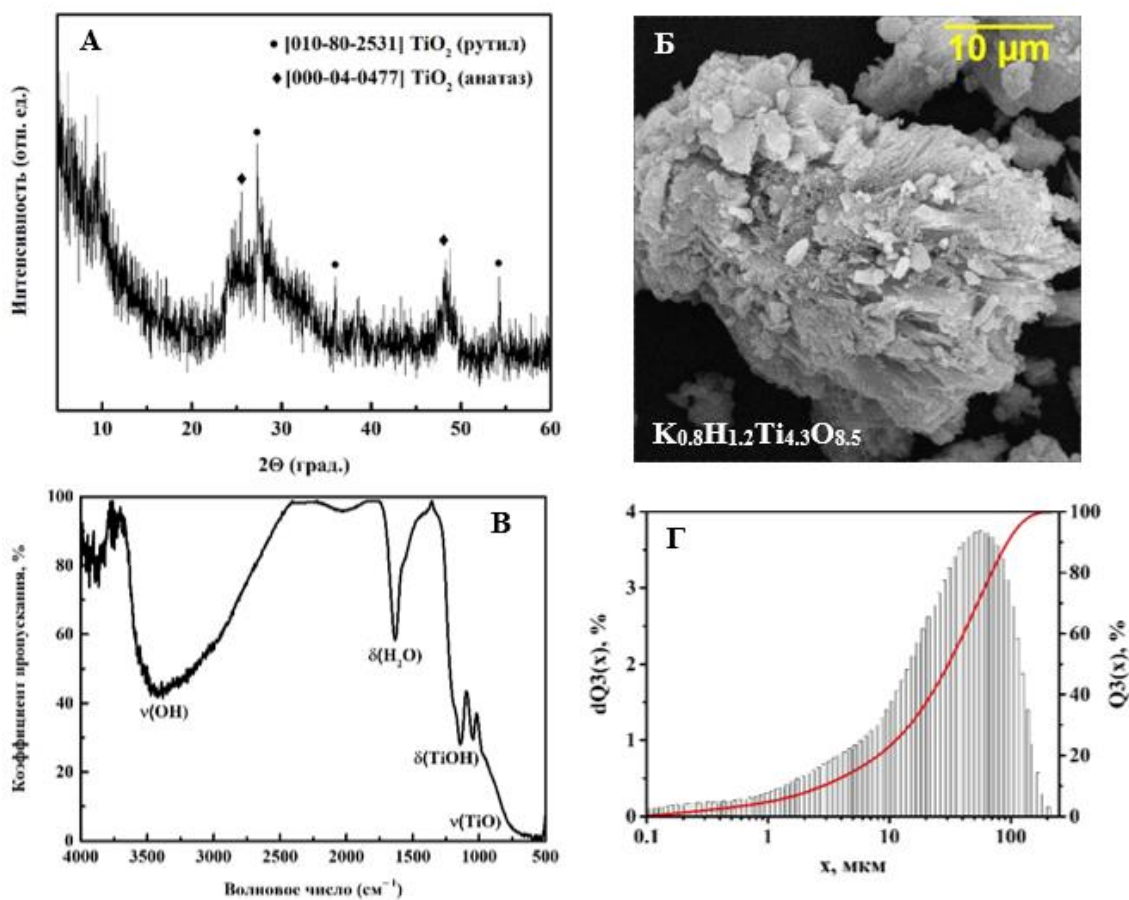 А
• [010-80-2531] TiO₂ (рутил)
♦ [000-04-0477] TiO₂ (анатаз)
Интенсивность (отн. ед.)
10 20 30 40 50 60
2Θ (град.)
Б
10 µm
K₀.₈H₁.₂Ti₄.₃O₈.₅
В
100
80
60
40
20
0
Коэффициент пропускания, %
ν(OH)
δ(H₂O)
δ(TiOH)
ν(TiO)
4000 3500 3000 2500 2000 1500 1000 500
Волновое число (см⁻¹)
Г
4
3
2
1
0
dQ3(x), %
100
80
60
40
20
0
Q3(x), %
0.1 1 10 100
x, мкм